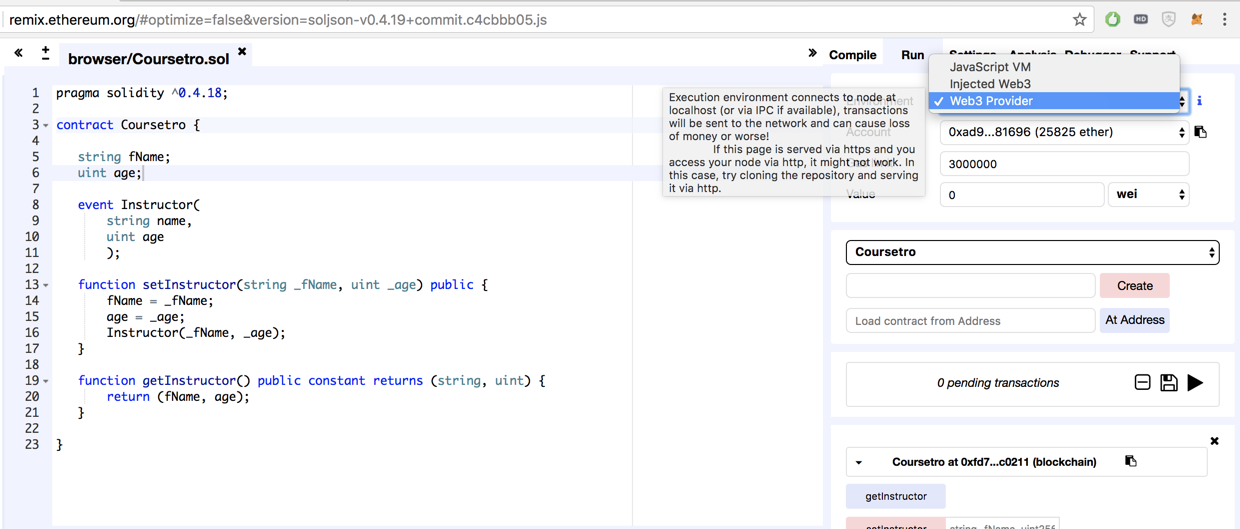 remix.ethereum.org/#optimize=false&version=soljson-v0.4.19+commit.c4cbbb05.js
HD
browser/Coursetro.sol
Compile Run Settings Analysis Debugger Support
JavaScript VM
Injected Web3
✓ Web3 Provider
Environment
i
Account
0xad9...81696 (25825 ether)
3000000
Value
0
wei
Execution environment connects to node at
localhost (or via IPC if available), transactions
will be sent to the network and can cause loss
of money or worse!
If this page is served via https and you
access your node via http, it might not work. In
this case, try cloning the repository and serving
it via http.
1 pragma solidity ^0.4.18;
2
3 contract Coursetro {
4
5 string fName;
6 uint age;
7
8 event Instructor(
9 string name,
10 uint age
11 );
12
13 function setInstructor(string _fName, uint _age) public {
14 fName = _fName;
15 age = _age;
16 Instructor(_fName, _age);
17 }
18
19 function getInstructor() public constant returns (string, uint) {
20 return (fName, age);
21 }
22
23 }
Coursetro
Create
Load contract from Address
At Address
0 pending transactions
Coursetro at 0xfd7...c0211 (blockchain)
getInstructor
setInstructor
string _fName, uint256